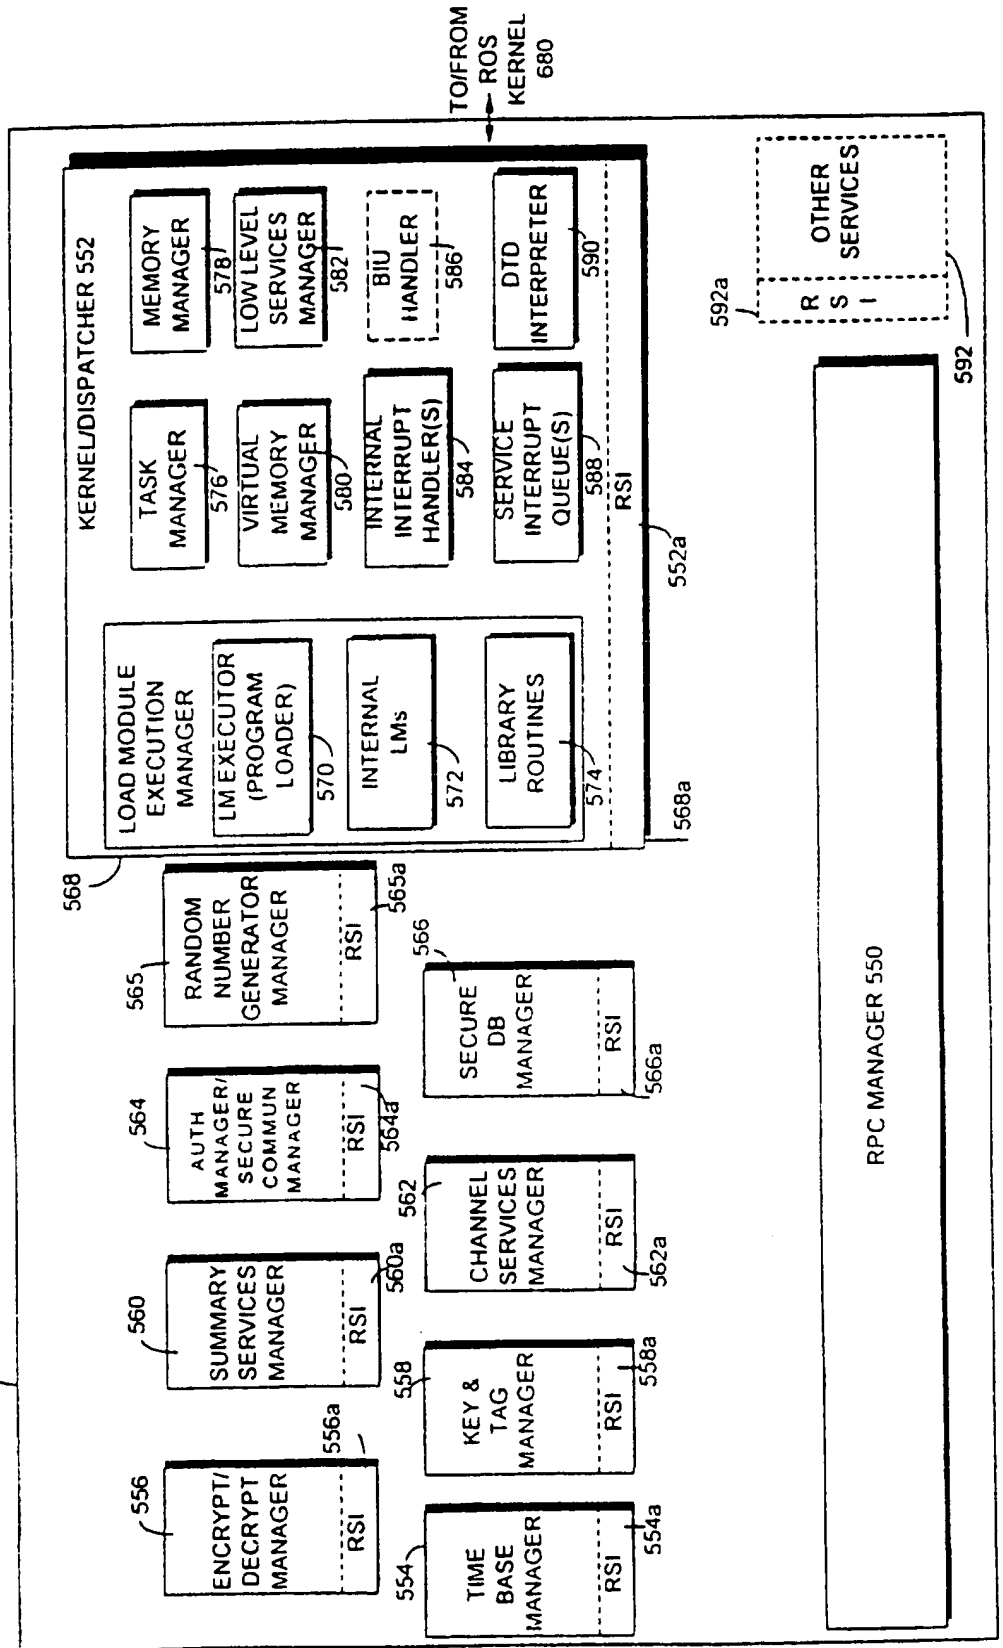 KERNEL/DISPATCHER 552
LOAD MODULE
EXECUTION
MANAGER
LM EXECUTOR
(PROGRAM
LOADER)
570
INTERNAL
LMs
572
LIBRARY
ROUTINES
574
568
568a
TASK
MANAGER
576
MEMORY
MANAGER
578
VIRTUAL
MEMORY
MANAGER
580
LOW LEVEL
SERVICES
MANAGER
582
INTERNAL
INTERRUPT
HANDLER(S)
584
BIU
HANDLER
586
SERVICE
INTERRUPT
QUEUE(S)
588
DTD
INTERPRETER
590
RSI
552a
TO/FROM
ROS
KERNEL
680
556
ENCRYPT/
DECRYPT
MANAGER
RSI
556a
560
SUMMARY
SERVICES
MANAGER
RSI
560a
564
AUTH
MANAGER/
SECURE
COMMUN
MANAGER
RSI
564a
565
RANDOM
NUMBER
GENERATOR
MANAGER
RSI
565a
554
TIME
BASE
MANAGER
RSI
554a
558
KEY &
TAG
MANAGER
RSI
558a
562
CHANNEL
SERVICES
MANAGER
RSI
562a
566
SECURE
DB
MANAGER
RSI
566a
592a
R
S
I
OTHER
SERVICES
592
RPC MANAGER 550